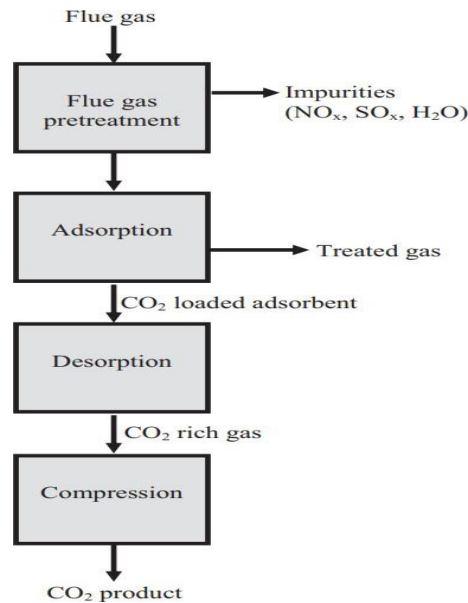 Flue gas
Flue gas
pretreatment
Impurities
(NOₓ, SOₓ, H₂O)
Adsorption
Treated gas
CO₂ loaded adsorbent
Desorption
CO₂ rich gas
Compression
CO₂ product